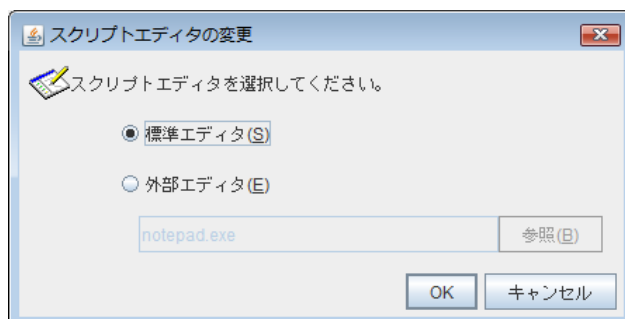 スクリプトエディタの変更
スクリプトエディタを選択してください。
標準エディタ(S)
外部エディタ(E)
notepad.exe 参照(B)
OK キャンセル